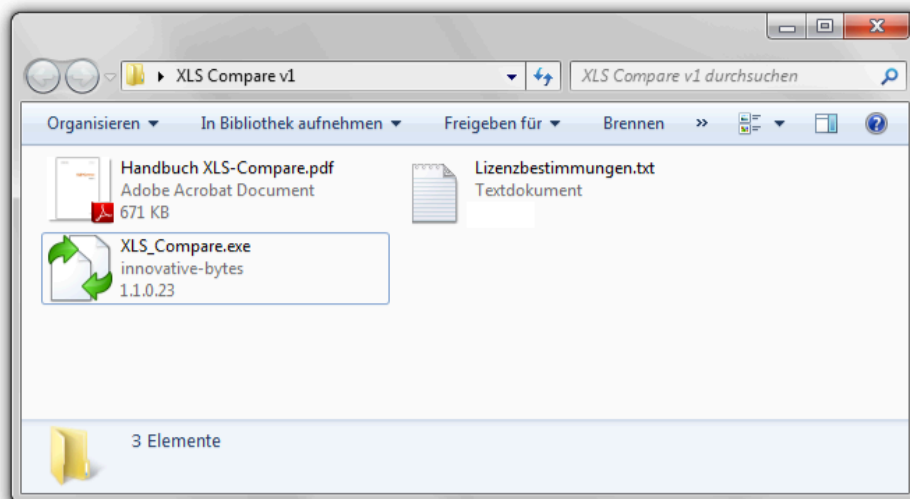 XLS Compare v1
XLS Compare v1 durchsuchen
Organisieren In Bibliothek aufnehmen Freigeben für Brennen »
Handbuch XLS-Compare.pdf
Adobe Acrobat Document
671 KB
Lizenzbestimmungen.txt
Textdokument
XLS_Compare.exe
innovative-bytes
1.1.0.23
3 Elemente